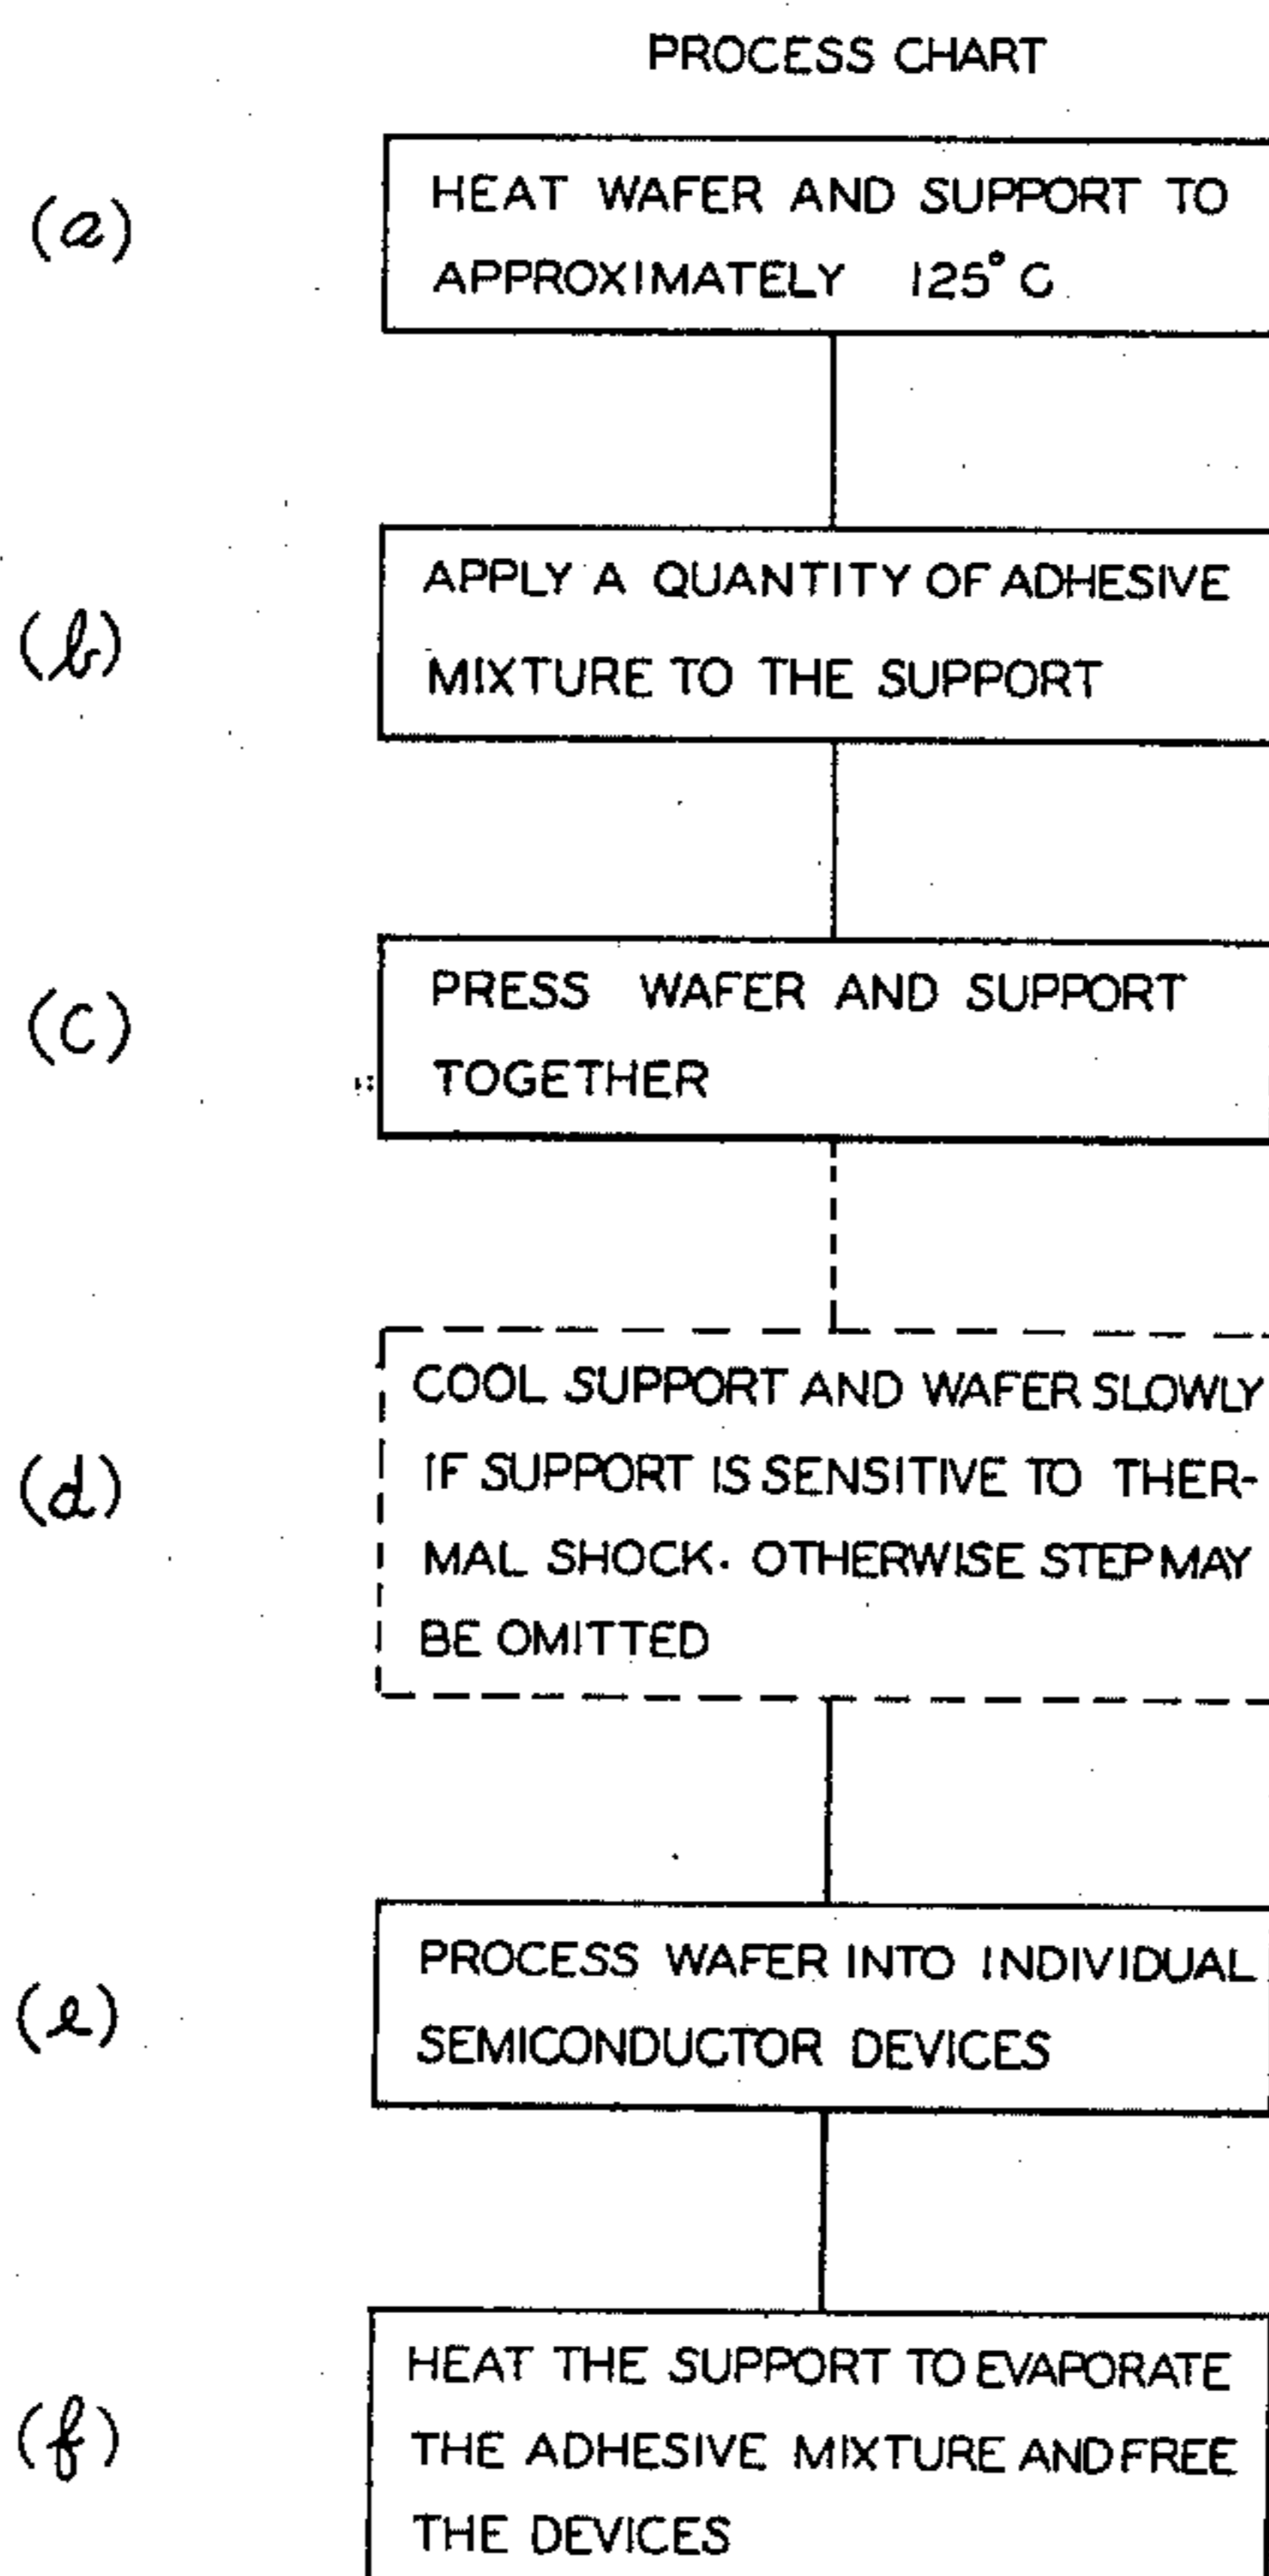 PROCESS CHART
(a)
HEAT WAFER AND SUPPORT TO
APPROXIMATELY 125°C
(b)
APPLY A QUANTITY OF ADHESIVE
MIXTURE TO THE SUPPORT
(C)
PRESS WAFER AND SUPPORT
TOGETHER
(d)
COOL SUPPORT AND WAFER SLOWLY
IF SUPPORT IS SENSITIVE TO THER-
MAL SHOCK. OTHERWISE STEP MAY
BE OMITTED
(e)
PROCESS WAFER INTO INDIVIDUAL
SEMICONDUCTOR DEVICES
(f)
HEAT THE SUPPORT TO EVAPORATE
THE ADHESIVE MIXTURE AND FREE
THE DEVICES